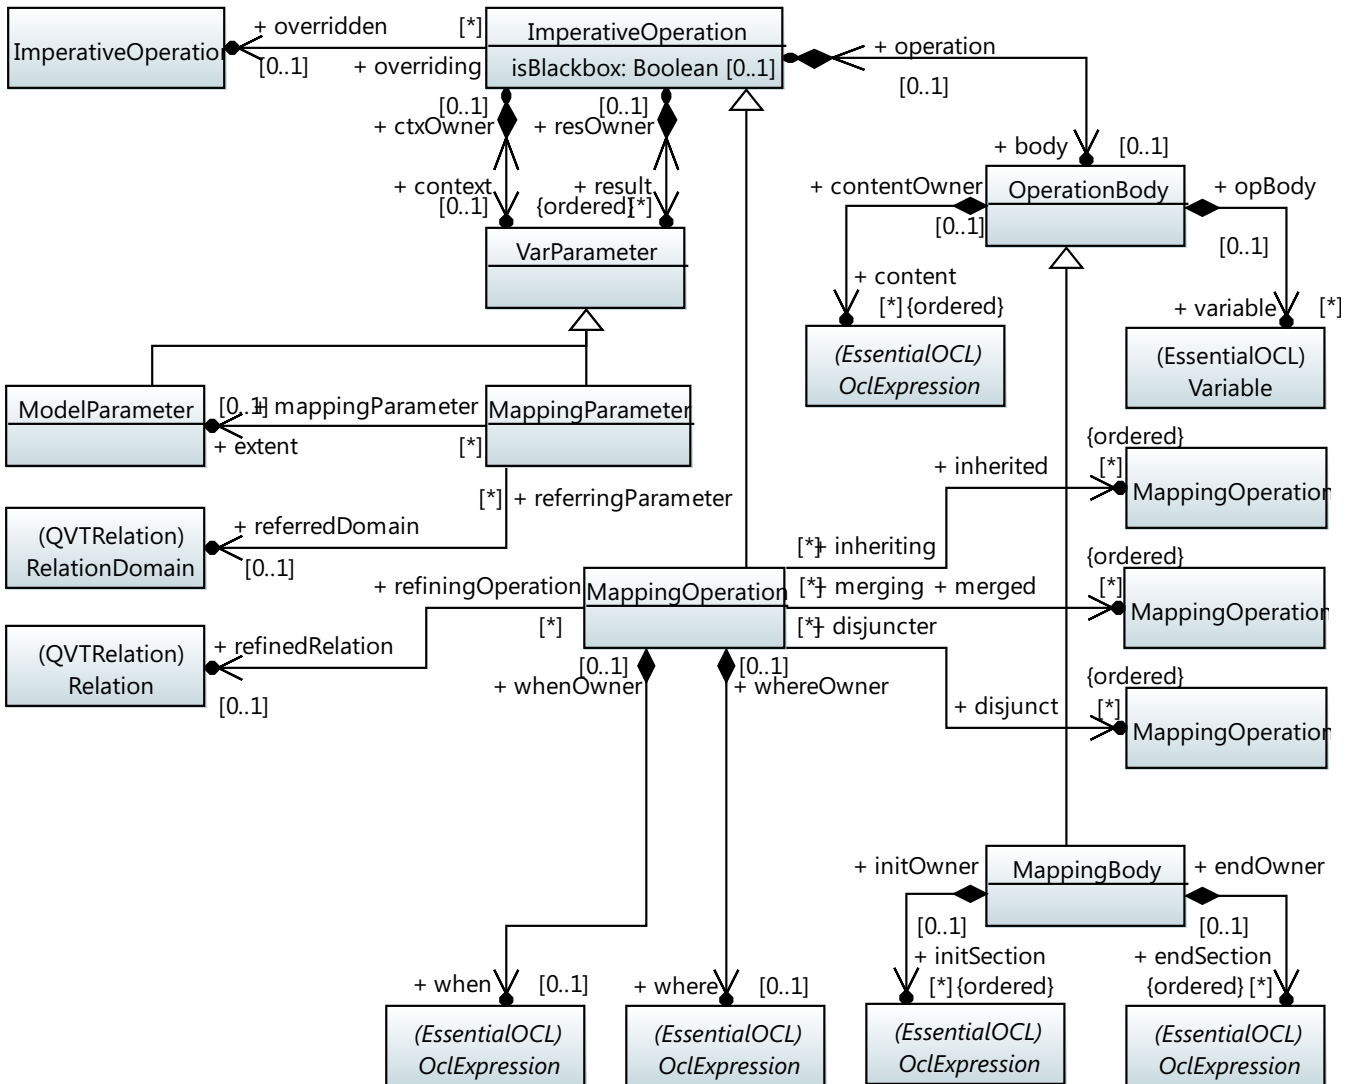 ImperativeOperation
+ overridden
[*]
[0..1]
+ overriding
ImperativeOperation
isBlackbox: Boolean [0..1]
+ operation
[0..1]
[0..1]
+ ctxOwner
[0..1]
+ resOwner
+ body
[0..1]
+ context
[0..1]
+ result
{ordered}
[*]
VarParameter
+ contentOwner
[0..1]
OperationBody
+ opBody
[0..1]
+ content
[*]
{ordered}
+ variable
[*]
(EssentialOCL)
OclExpression
(EssentialOCL)
Variable
ModelParameter
[0..1]
+ mappingParameter
+ extent
[*]
MappingParameter
[*]
+ referringParameter
(QVTRelation)
RelationDomain
+ referredDomain
[0..1]
+ inherited
{ordered}
[*]
MappingOperation
[*]
+ inheriting
+ refiningOperation
[*]
MappingOperation
[*]
+ merging
+ merged
{ordered}
[*]
MappingOperation
[*]
+ disjuncter
(QVTRelation)
Relation
+ refinedRelation
[0..1]
[0..1]
+ whenOwner
[0..1]
+ whereOwner
+ disjunct
{ordered}
[*]
MappingOperation
+ initOwner
[0..1]
MappingBody
+ endOwner
[0..1]
+ initSection
[*]
{ordered}
+ endSection
{ordered}
[*]
+ when
[0..1]
+ where
[0..1]
(EssentialOCL)
OclExpression
(EssentialOCL)
OclExpression
(EssentialOCL)
OclExpression
(EssentialOCL)
OclExpression